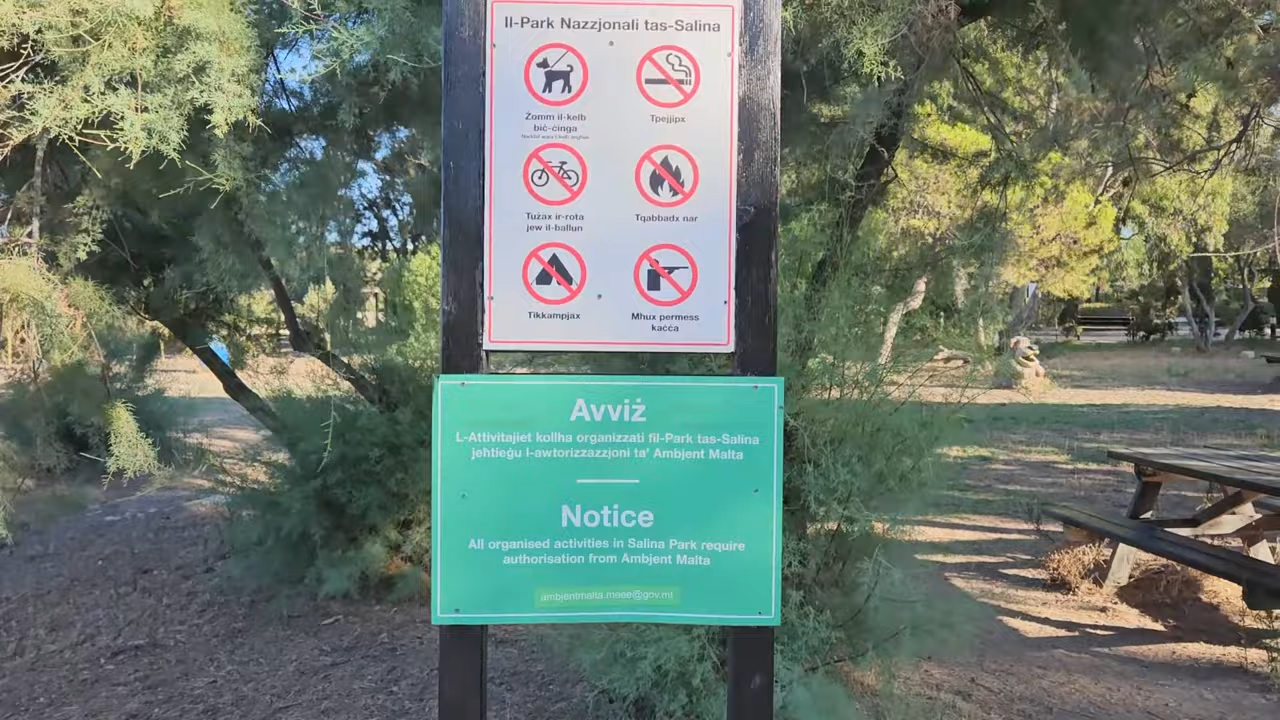 Il-Park Nazzjonali tas-Salina
Żomm il-kelb
biċ-ċinga
Tpejjipx
Tużax ir-rota
jew il-ballun
Tqabbadx nar
Tikkampjax
Mhux permess
kaċċa
Avviż
L-Attivitajiet kollha organizzati fil-Park tas-Salina
jeħtieġu l-awtorizzazzjoni ta' Ambjent Malta
Notice
All organised activities in Salina Park require
authorisation from Ambjent Malta
ambjentmalta.meee@gov.mt